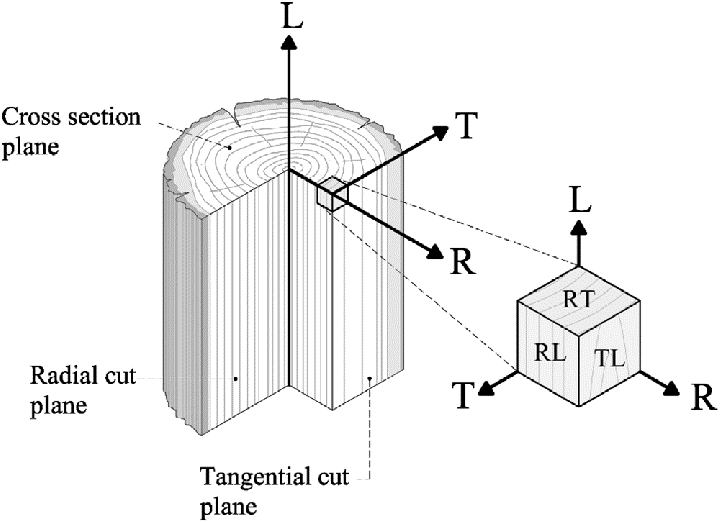 L
Cross section
plane
T
R
L
RT
RL
TL
T
R
Radial cut
plane
Tangential cut
plane